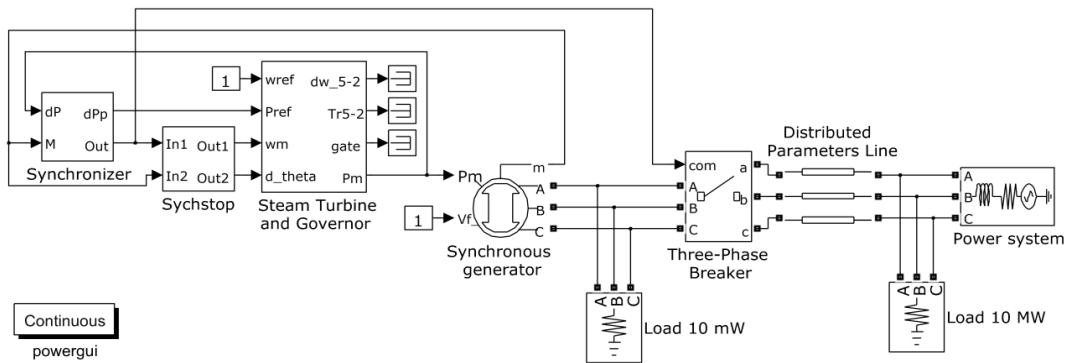 dP
dPp
M
Out
Synchronizer
In1
Out1
In2
Out2
Sychstop
1
wref
dw_5-2
Pref
Tr5-2
wm
gate
d_theta
Pm
Steam Turbine
and Governor
Pm
m
A
B
C
1
Vf_
Synchronous
generator
com
a
A
B
b
C
c
Three-Phase
Breaker
Distributed
Parameters Line
A
B
C
Power system
A B C
Load 10 mW
A B C
Load 10 MW
Continuous
powergui